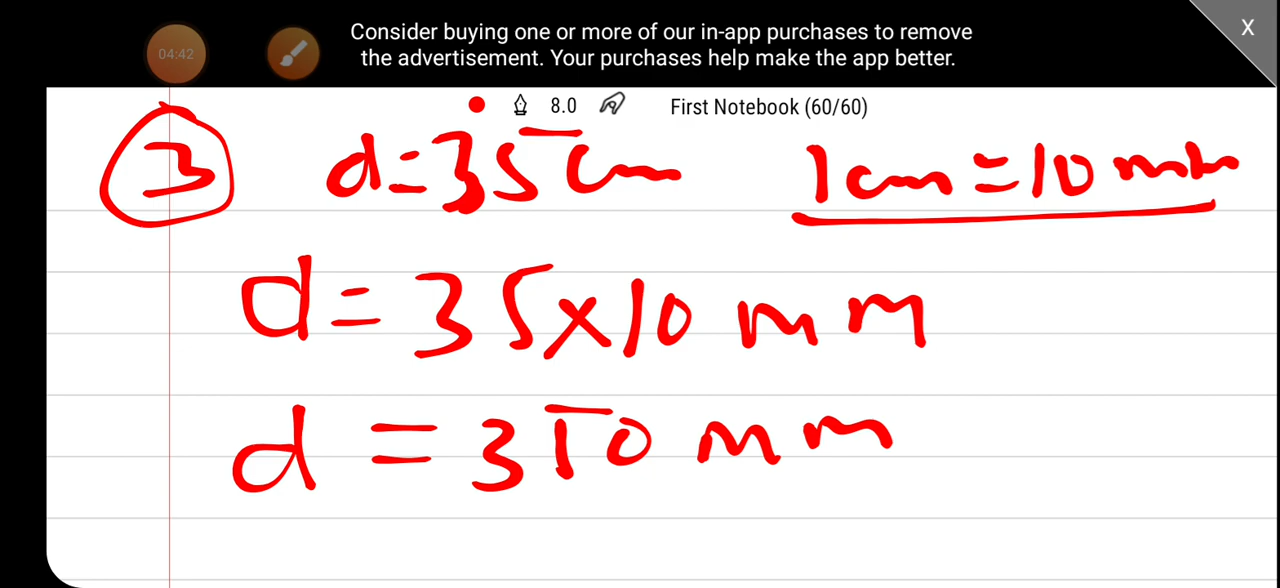 Consider buying one or more of our in-app purchases to remove
the advertisement. Your purchases help make the app better.
X
04:42
8.0 First Notebook (60/60)
3 d=35cm 1cm=10mm
d=35x10 mm
d=350 mm